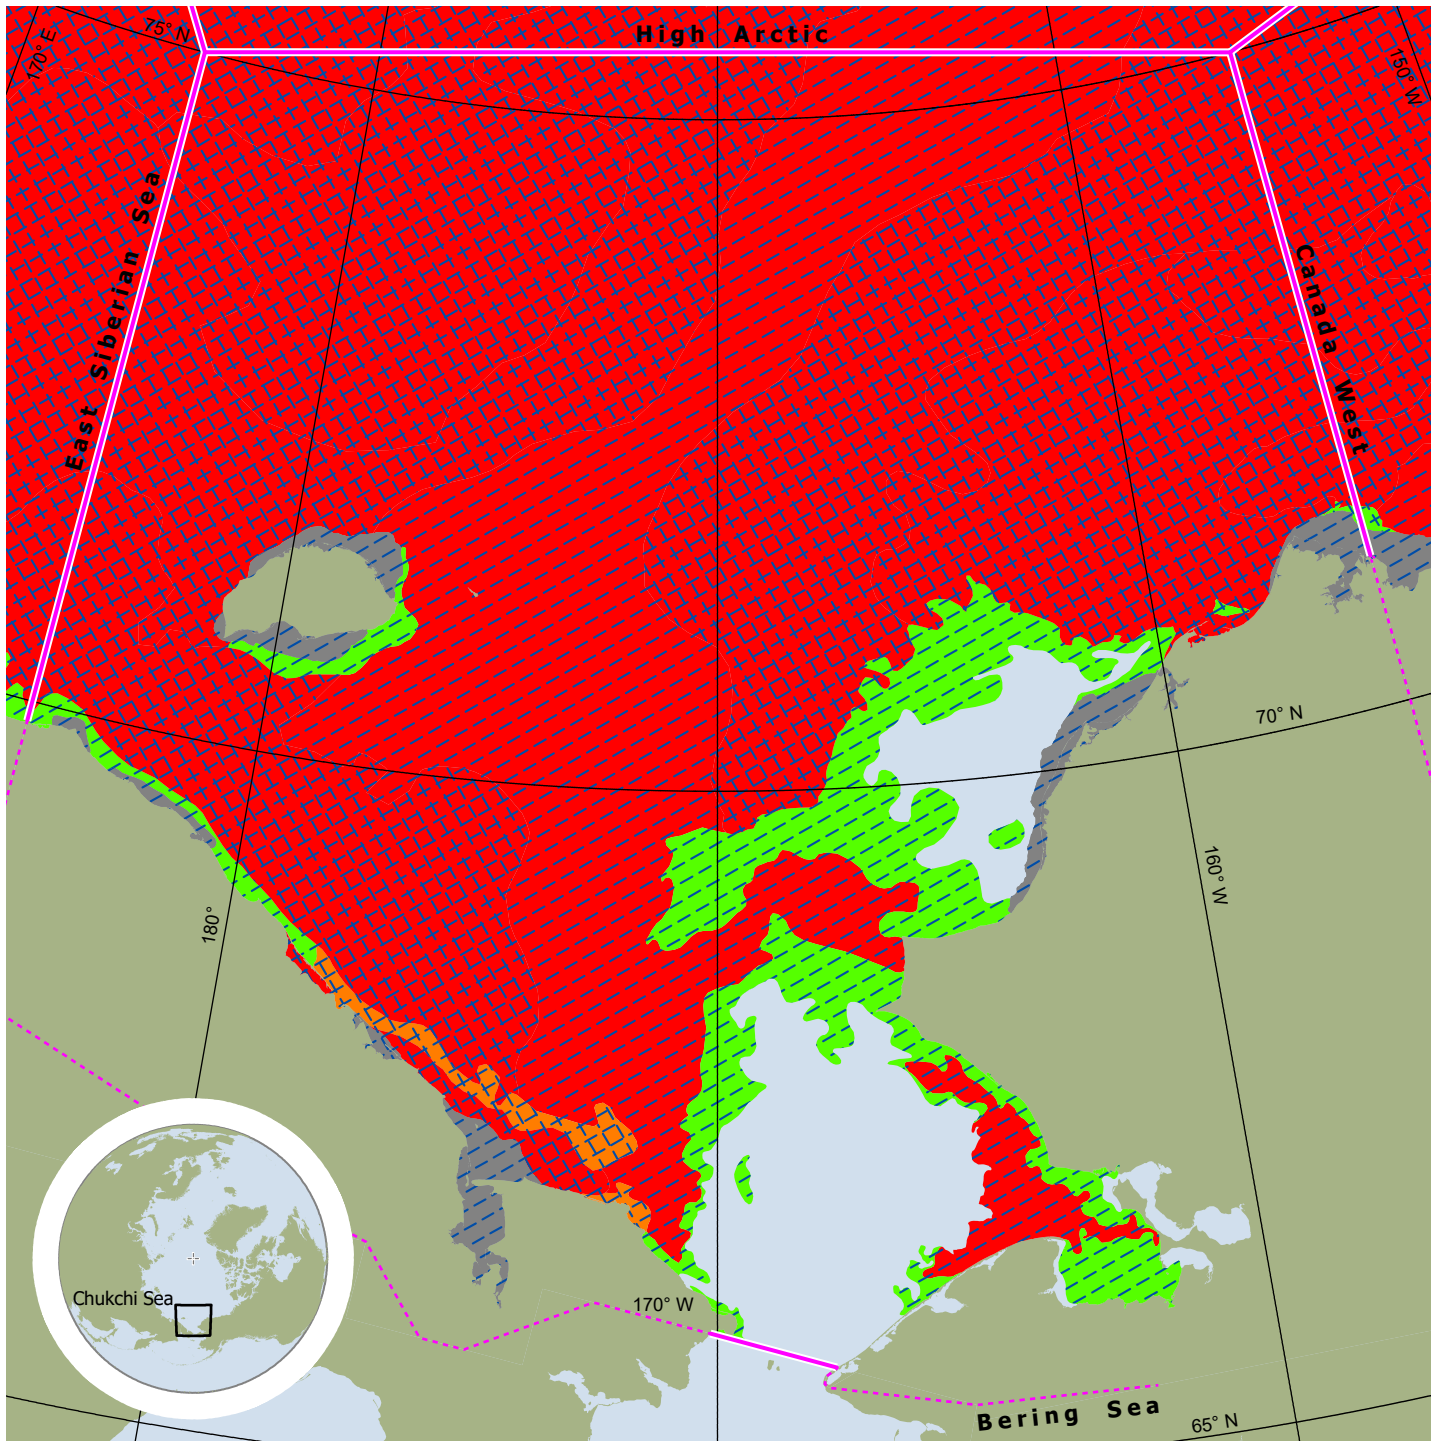 High Arctic
75° N
170° E
150° W
East Siberian Sea
Canada West
70° N
160° W
180°
Chukchi Sea
170° W
Bering Sea
65° N